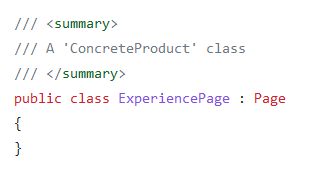 /// <summary>
/// A 'ConcreteProduct' class
/// </summary>
public class ExperiencePage : Page
{
}